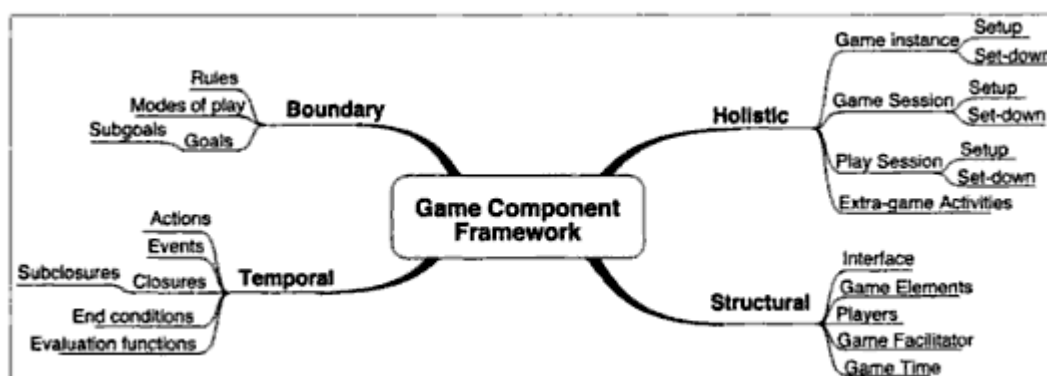 Game Component
Framework
Boundary
Rules
Modes of play
Goals
Subgoals
Temporal
Actions
Events
Closures
Subclosures
End conditions
Evaluation functions
Holistic
Game instance
Setup
Set-down
Game Session
Setup
Set-down
Play Session
Setup
Set-down
Extra-game Activities
Structural
Interface
Game Elements
Players
Game Facilitator
Game Time